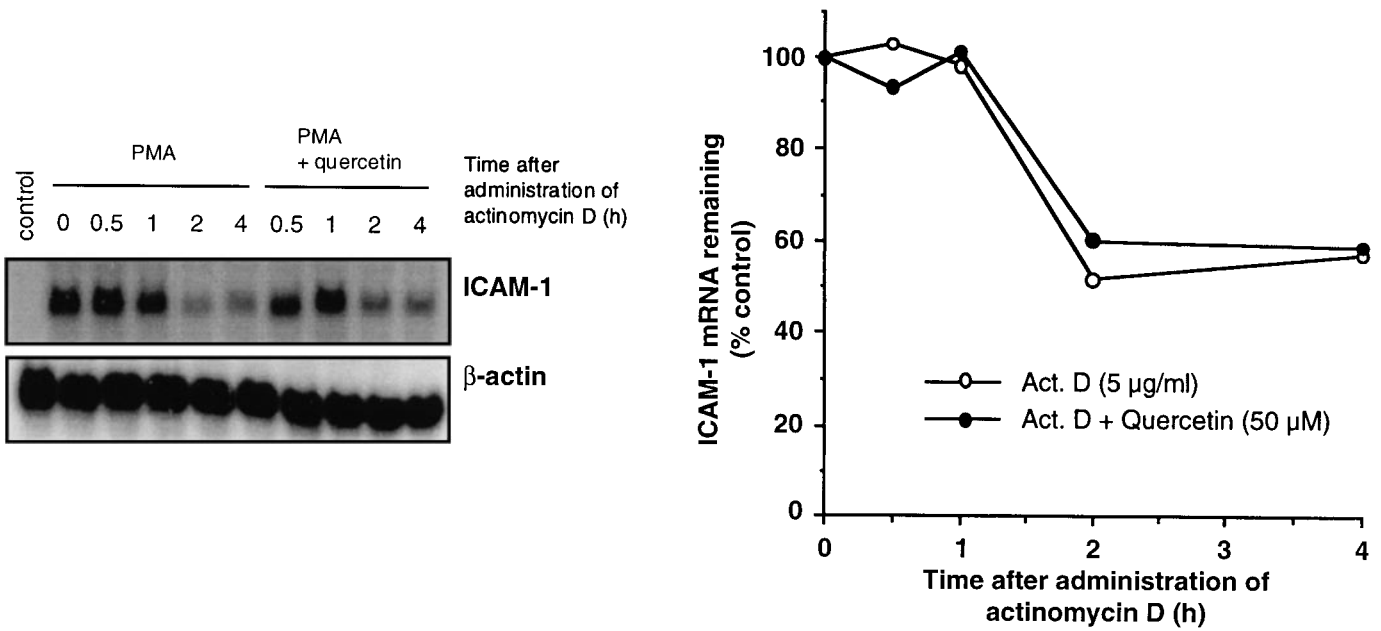 control
PMA
PMA
+ quercetin
0 0.5 1 2 4 0.5 1 2 4
Time after
administration of
actinomycin D (h)
ICAM-1
β-actin
ICAM-1 mRNA remaining
(% control)
100
80
60
40
20
0
Act. D (5 µg/ml)
Act. D + Quercetin (50 µM)
0 1 2 3 4
Time after administration of
actinomycin D (h)